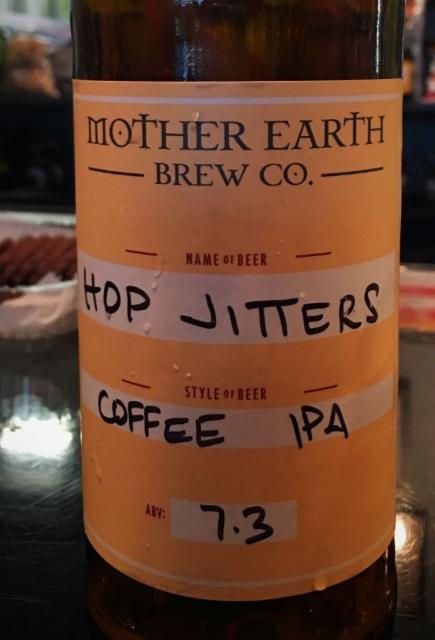 MOTHER EARTH
BREW CO.
NAME OF BEER
HOP JITTERS
STYLE OF BEER
COFFEE IPA
ABV: 7.3